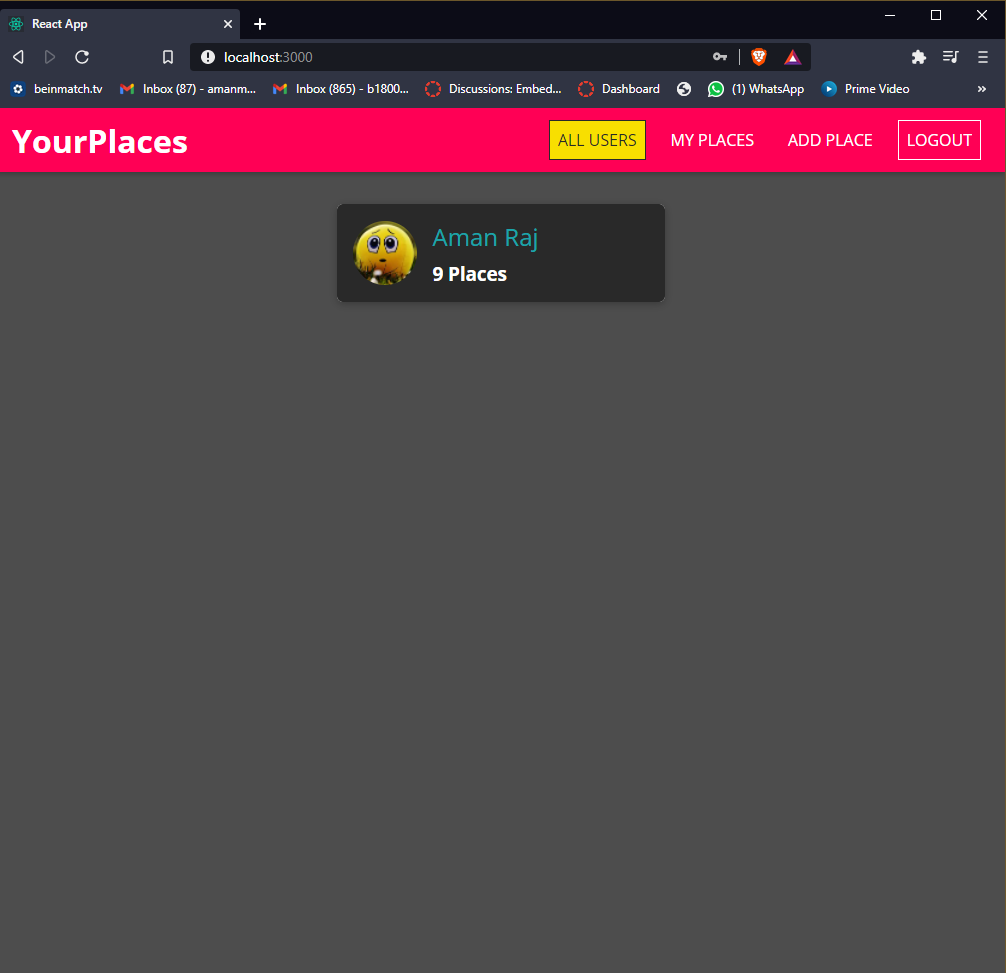 React App
localhost:3000
beinmatch.tv Inbox (87) - amanm... Inbox (865) - b1800... Discussions: Embed... Dashboard (1) WhatsApp Prime Video »
YourPlaces ALL USERS MY PLACES ADD PLACE LOGOUT
Aman Raj
9 Places